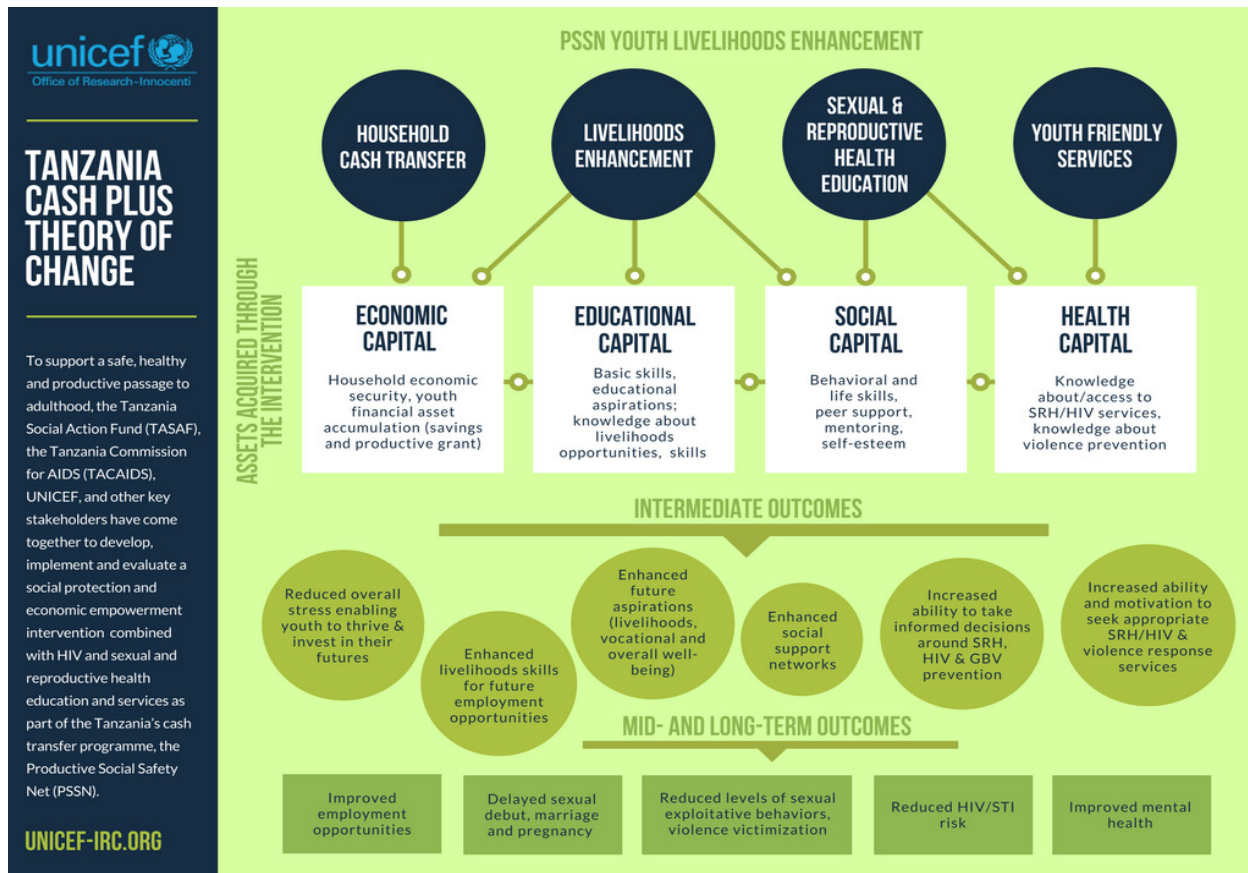 unicef
Office of Research-Innocenti
TANZANIA
CASH PLUS
THEORY OF
CHANGE
To support a safe, healthy
and productive passage to
adulthood, the Tanzania
Social Action Fund (TASAF),
the Tanzania Commission
for AIDS (TACAIDS),
UNICEF, and other key
stakeholders have come
together to develop,
implement and evaluate a
social protection and
economic empowerment
intervention combined
with HIV and sexual and
reproductive health
education and services as
part of the Tanzania's cash
transfer programme, the
Productive Social Safety
Net (PSSN).
UNICEF-IRC.ORG
PSSN YOUTH LIVELIHOODS ENHANCEMENT
HOUSEHOLD
CASH TRANSFER
LIVELIHOODS
ENHANCEMENT
SEXUAL &
REPRODUCTIVE
HEALTH
EDUCATION
YOUTH FRIENDLY
SERVICES
ASSETS ACQUIRED THROUGH
THE INTERVENTION
ECONOMIC
CAPITAL
Household economic
security, youth
financial asset
accumulation (savings
and productive grant)
EDUCATIONAL
CAPITAL
Basic skills,
educational
aspirations;
knowledge about
livelihoods
opportunities, skills
SOCIAL
CAPITAL
Behavioral and
life skills,
peer support,
mentoring,
self-esteem
HEALTH
CAPITAL
Knowledge
about/access to
SRH/HIV services,
knowledge about
violence prevention
INTERMEDIATE OUTCOMES
Reduced overall
stress enabling
youth to thrive &
invest in their
futures
Enhanced
livelihoods skills
for future
employment
opportunities
Enhanced
future
aspirations
(livelihoods,
vocational and
overall well-
being)
Enhanced
social
support
networks
Increased
ability to take
informed decisions
around SRH,
HIV & GBV
prevention
Increased ability
and motivation to
seek appropriate
SRH/HIV &
violence response
services
MID- AND LONG-TERM OUTCOMES
Improved
employment
opportunities
Delayed sexual
debut, marriage
and pregnancy
Reduced levels of sexual
exploitative behaviors,
violence victimization
Reduced HIV/STI
risk
Improved mental
health